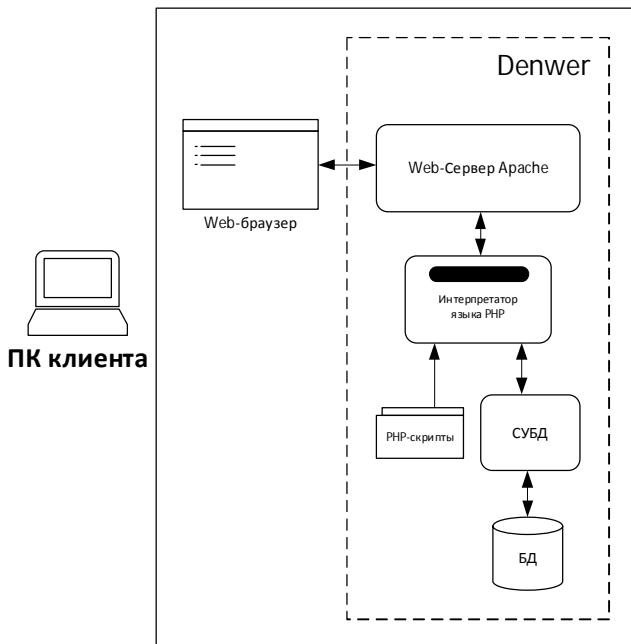 Denwer
Web-Сервер Apache
Web-браузер
Интерпретатор
языка PHP
ПК клиента
PHP-скрипты
СУБД
БД